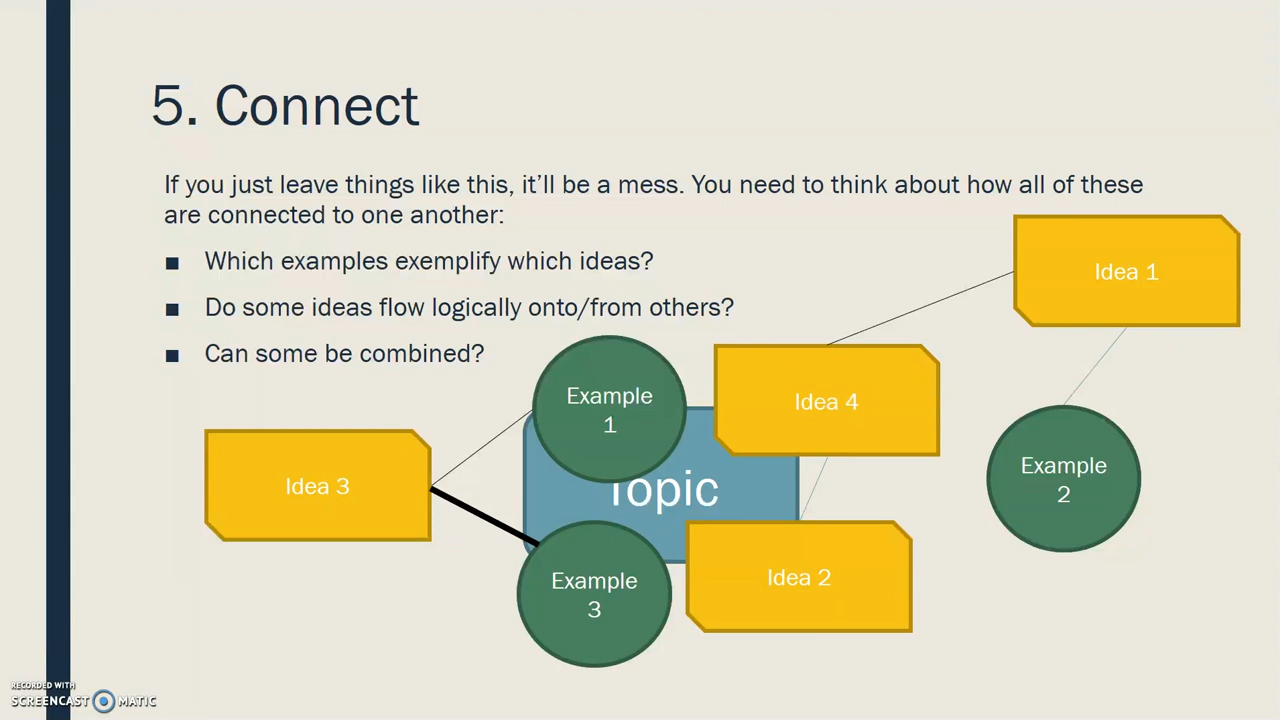 5. Connect
If you just leave things like this, it’ll be a mess. You need to think about how all of these
are connected to one another:
■ Which examples exemplify which ideas?
■ Do some ideas flow logically onto/from others?
■ Can some be combined?
Idea 1
Example
1
Idea 4
Idea 3
Topic
Example
2
Example
3
Idea 2
RECORDED WITH
SCREENCAST MATIC